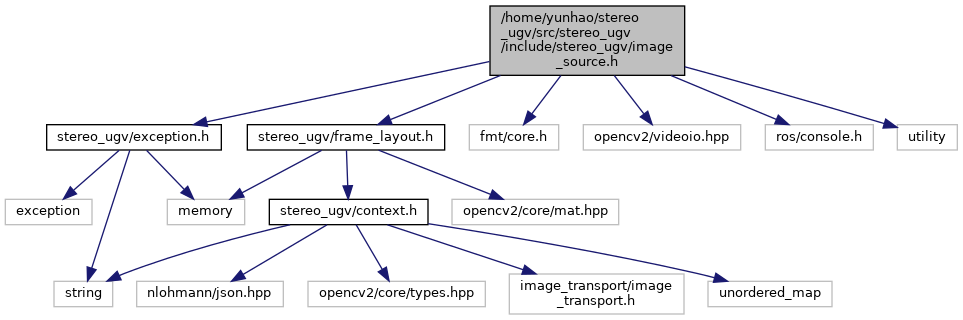 /home/yunhao/stereo
_ugv/src/stereo_ugv
/include/stereo_ugv/image
_source.h
stereo_ugv/exception.h
stereo_ugv/frame_layout.h
fmt/core.h
opencv2/videoio.hpp
ros/console.h
utility
exception
memory
stereo_ugv/context.h
opencv2/core/mat.hpp
string
nlohmann/json.hpp
opencv2/core/types.hpp
image_transport/image
_transport.h
unordered_map